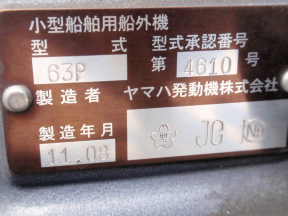 小型船舶用船外機
型式 型式承認番号
63P 第 4610 号
製造者 ヤマハ発動機株式会社
製造年月
11.08 JG